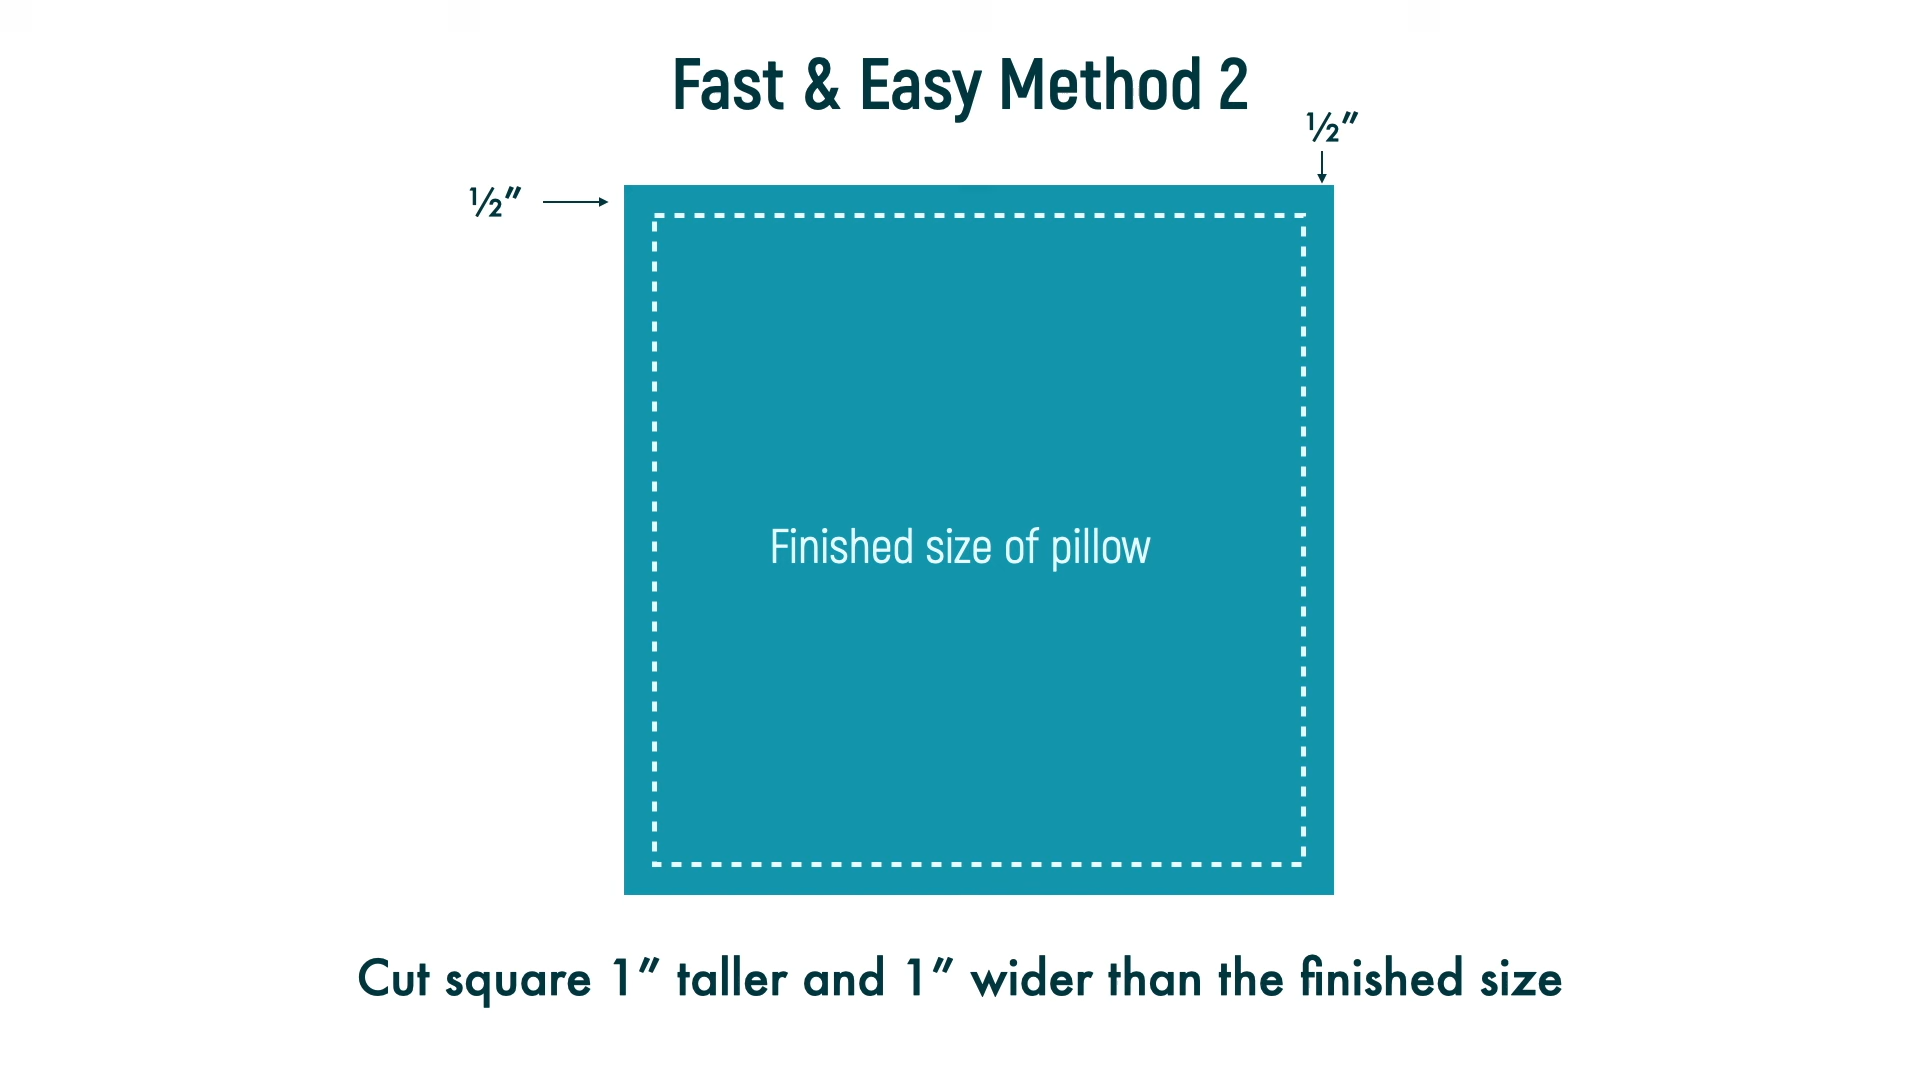 Fast & Easy Method 2
½″
½″
Finished size of pillow
Cut square 1″ taller and 1″ wider than the finished size